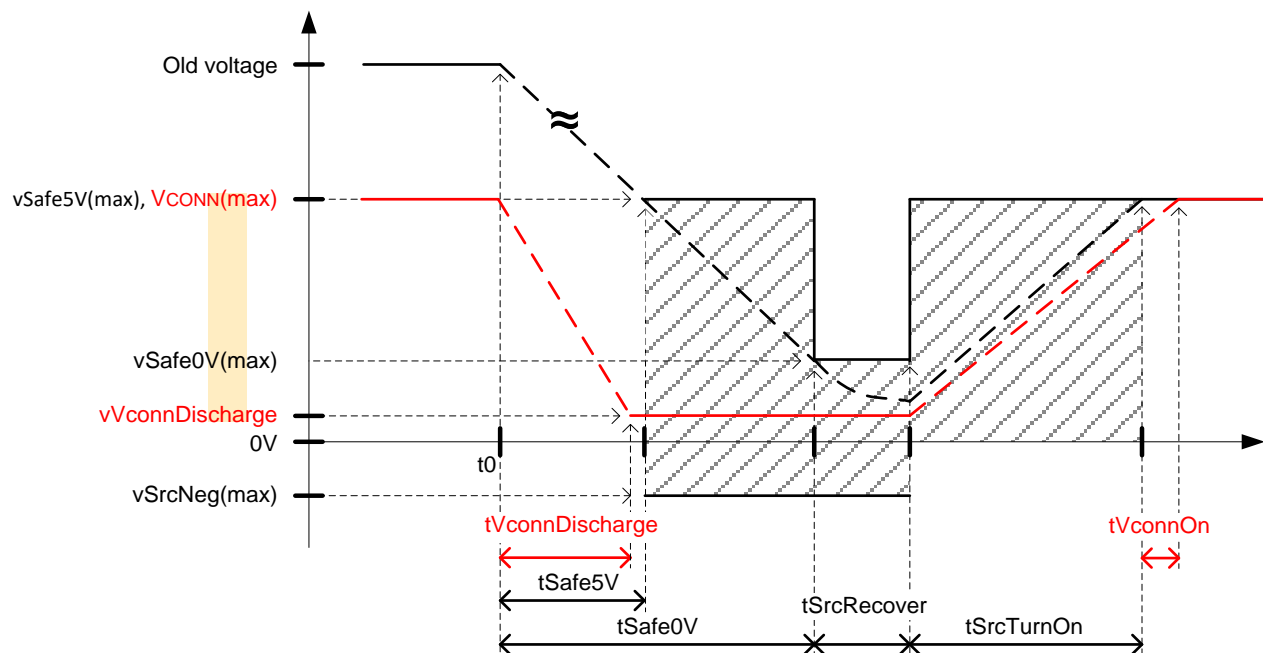 Old voltage
vSafe5V(max), VCONN(max)
vSafe0V(max)
vVconnDischarge
0V
t0
vSrcNeg(max)
tVconnDischarge
tVconnOn
tSafe5V
tSrcRecover
tSafe0V
tSrcTurnOn